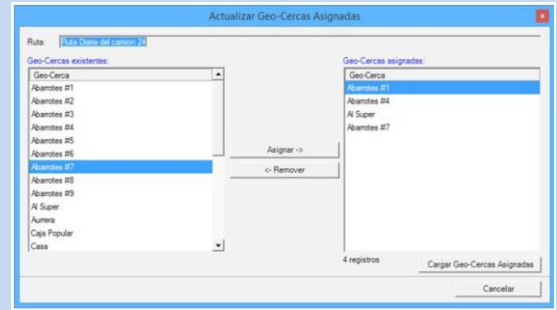 Actualizar Geo-Cercas Asignadas
Ruta: Ruta Diaria del camion 24
Geo-Cercas existentes:
Geo-Cerca
Abarrotes #1
Abarrotes #2
Abarrotes #3
Abarrotes #4
Abarrotes #5
Abarrotes #6
Abarrotes #7
Abarrotes #8
Abarrotes #9
Al Super
Aurrera
Caja Popular
Casa
Asignar ->
<- Remover
Geo-Cercas asignadas:
Geo-Cerca
Abarrotes #1
Abarrotes #4
Al Super
Abarrotes #7
4 registros
Cargar Geo-Cercas Asignadas
Cancelar